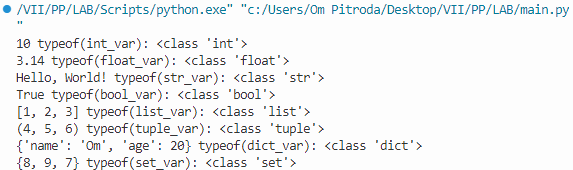 /VII/PP/LAB/Scripts/python.exe" "c:/Users/Om Pitroda/Desktop/VII/PP/LAB/main.py
"
10 typeof(int_var): <class 'int'>
3.14 typeof(float_var): <class 'float'>
Hello, World! typeof(str_var): <class 'str'>
True typeof(bool_var): <class 'bool'>
[1, 2, 3] typeof(list_var): <class 'list'>
(4, 5, 6) typeof(tuple_var): <class 'tuple'>
{'name': 'Om', 'age': 20} typeof(dict_var): <class 'dict'>
{8, 9, 7} typeof(set_var): <class 'set'>